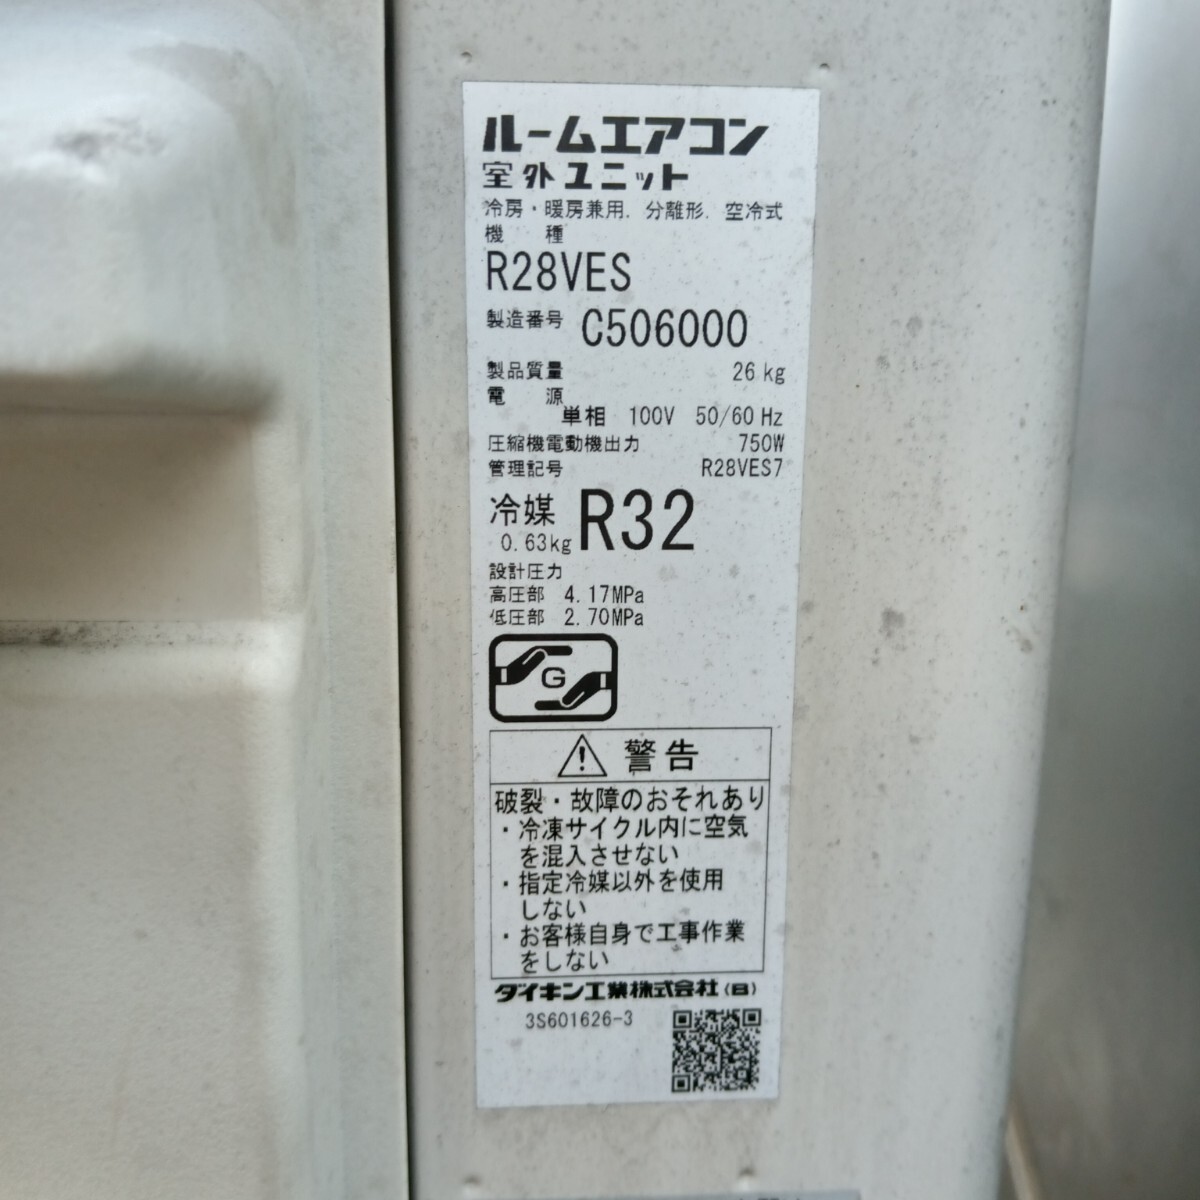 ルームエアコン
室外ユニット
冷房・暖房兼用. 分離形. 空冷式
機 種
R28VES
製造番号 C506000
製品質量 26 kg
電 源
単相 100V 50/60 Hz
圧縮機電動機出力 750W
管理記号 R28VES7
冷媒 R32
0.63kg
設計圧力
高圧部 4.17MPa
低圧部 2.70MPa
G
警告
破裂・故障のおそれあり
・冷凍サイクル内に空気
を混入させない
・指定冷媒以外を使用
しない
・お客様自身で工事作業
をしない
ダイキン工業株式会社(日)
3S601626-3